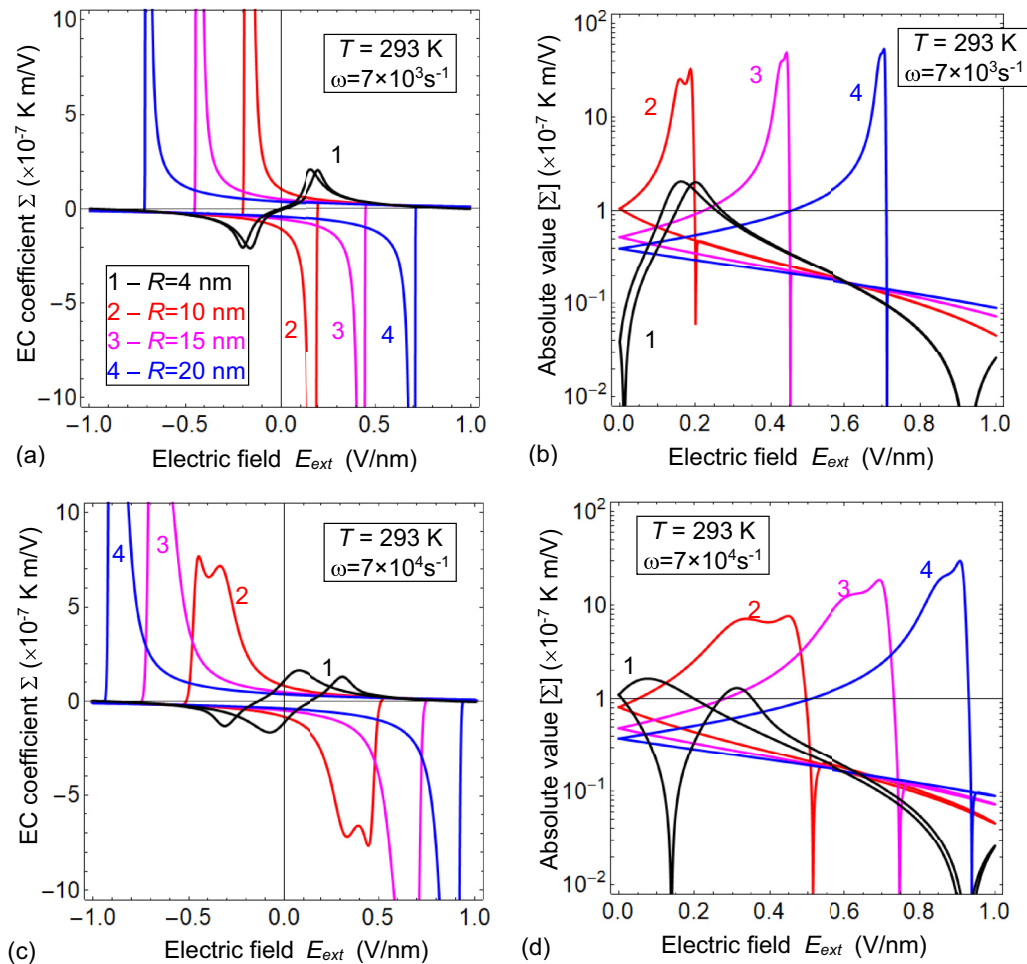 10
5
0
−5
−10
EC coefficient Σ (×10⁻⁷ K m/V)
T = 293 K
ω=7×10³s⁻¹
1
1 – R=4 nm
2 – R=10 nm
3 – R=15 nm
4 – R=20 nm
2
3
4
−1.0
−0.5
0.0
0.5
1.0
(a)
Electric field E_ext (V/nm)
10²
10
1
10⁻¹
10⁻²
Absolute value [Σ] (×10⁻⁷ K m/V)
T = 293 K
ω=7×10³s⁻¹
2
3
4
1
0.0
0.2
0.4
0.6
0.8
1.0
(b)
Electric field E_ext (V/nm)
10
5
0
−5
−10
EC coefficient Σ (×10⁻⁷ K m/V)
T = 293 K
ω=7×10⁴s⁻¹
4
3
2
1
−1.0
−0.5
0.0
0.5
1.0
(c)
Electric field E_ext (V/nm)
10²
10
1
10⁻¹
10⁻²
Absolute value [Σ] (×10⁻⁷ K m/V)
T = 293 K
ω=7×10⁴s⁻¹
1
2
3
4
0.0
0.2
0.4
0.6
0.8
1.0
(d)
Electric field E_ext (V/nm)